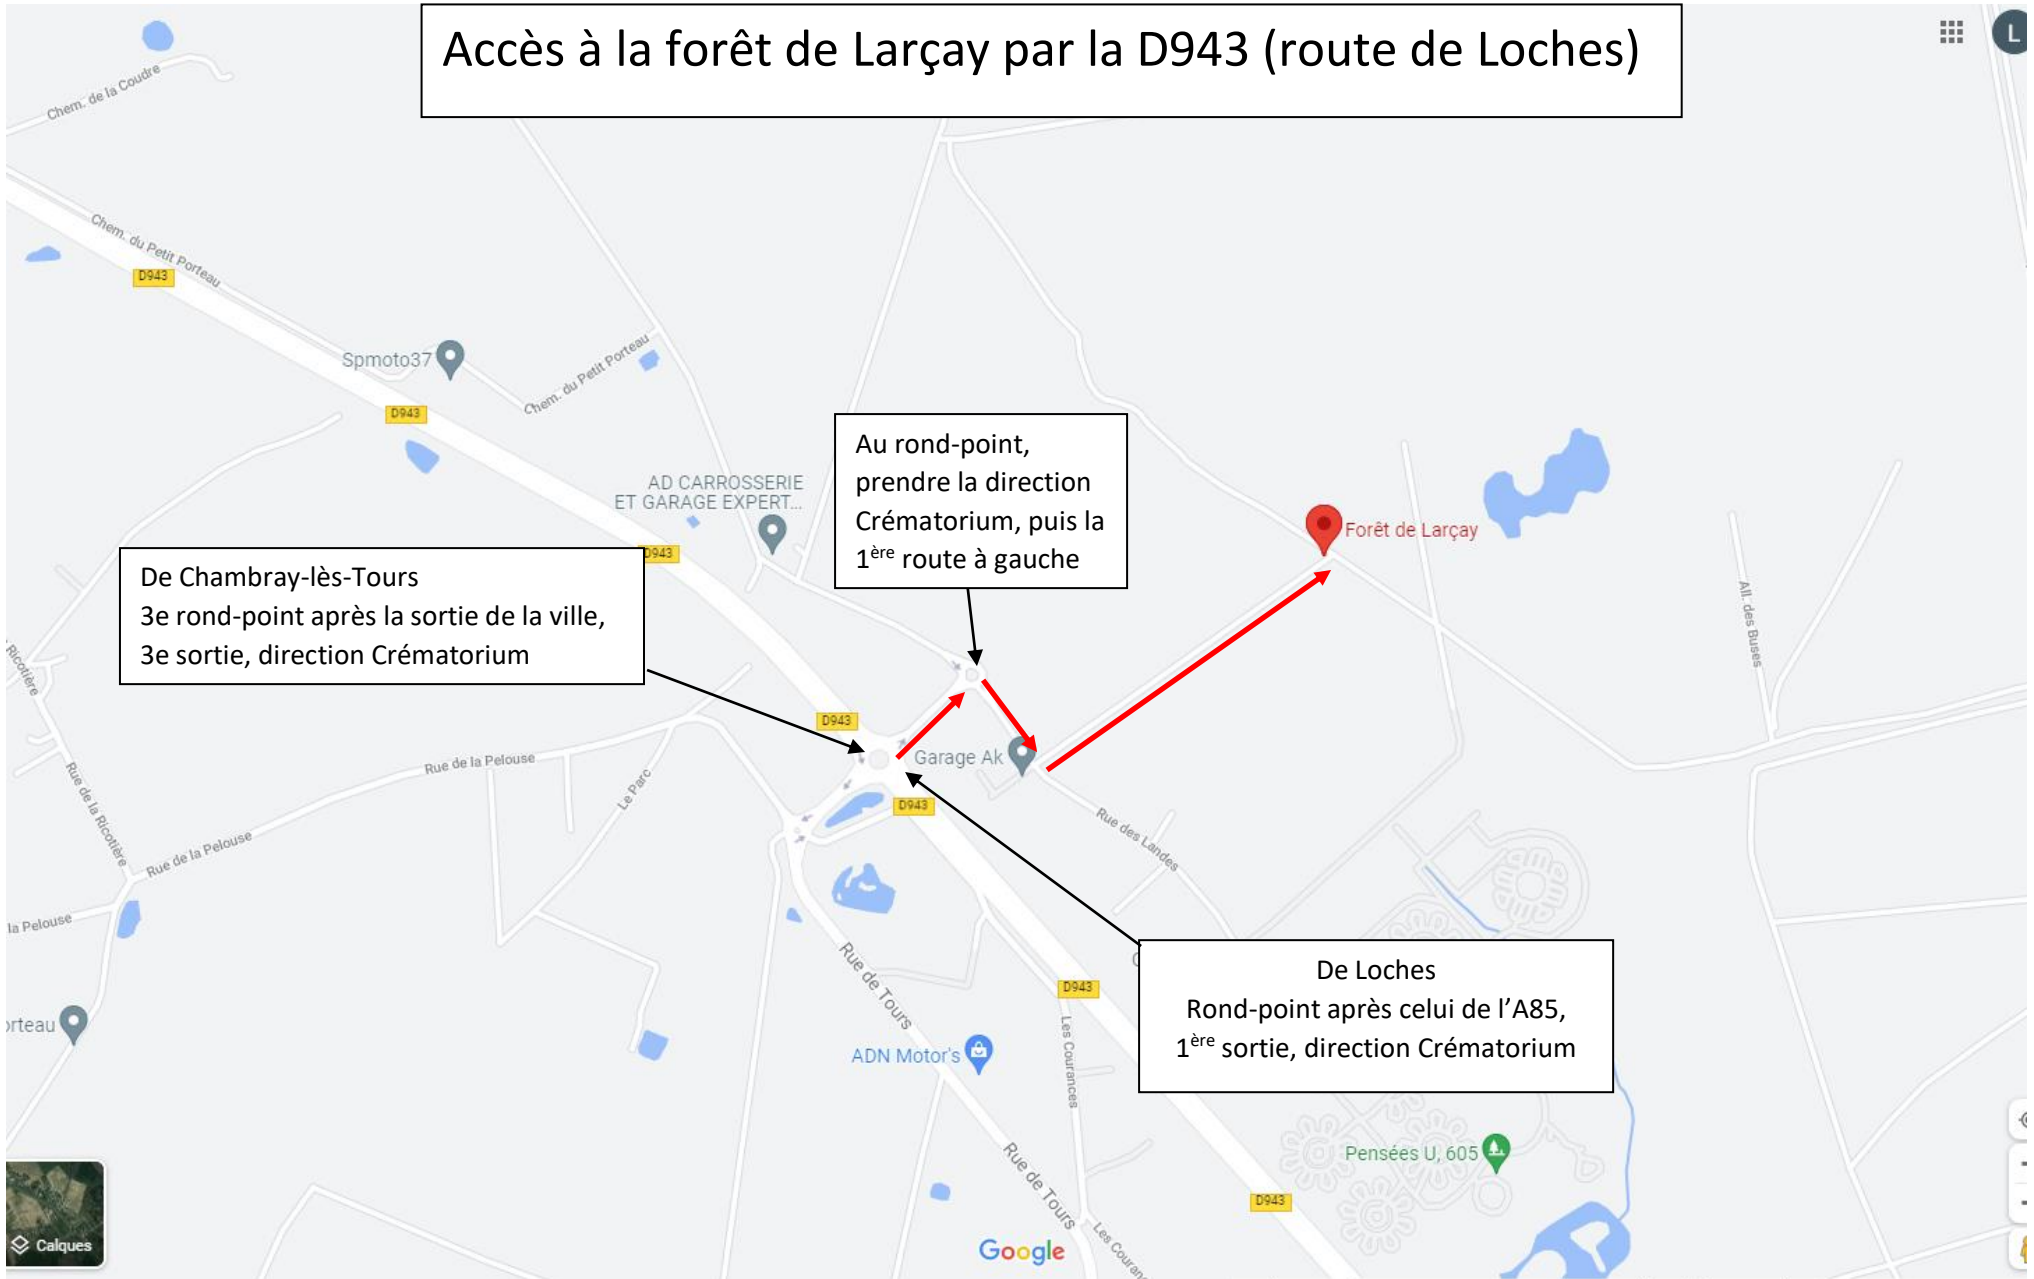 Accès à la forêt de Larçay par la D943 (route de Loches)
L
Chem. de la Coudre
Chem. du Petit Porteau
D943
Spmoto37
Chem. du Petit Porteau
D943
AD CARROSSERIE
ET GARAGE EXPERT...
D943
Au rond-point,
prendre la direction
Crématorium, puis la
1ère route à gauche
Forêt de Larçay
De Chambray-lès-Tours
3e rond-point après la sortie de la ville,
3e sortie, direction Crématorium
All. des Buses
Ricotière
D943
Garage Ak
Rue de la Pelouse
Le Parc
Rue de la Ricotière
D943
Rue des Landes
Rue de la Pelouse
la Pelouse
Rue de Tours
D943
De Loches
Rond-point après celui de l'A85,
1ère sortie, direction Crématorium
orteau
ADN Motor's
Les Courances
Pensées U, 605
Rue de Tours
D943
Les Couran
Calques
Google